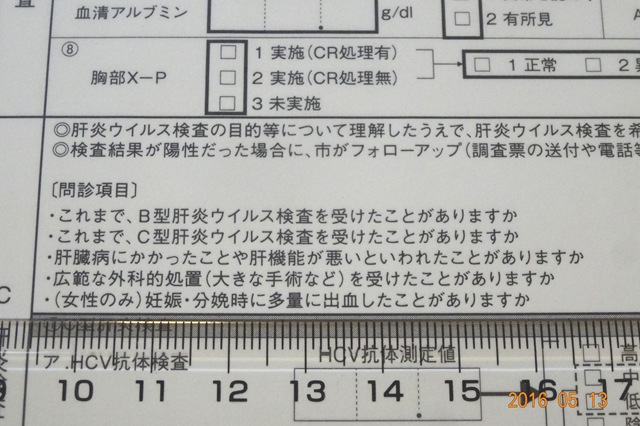 査
血清アルブミン
g/dl
2 有所見
⑧
胸部X－P
1 実施(CR処理有)
2 実施(CR処理無)
3 未実施
1 正常
2
◎肝炎ウイルス検査の目的等について理解したうえで、肝炎ウイルス検査を希
◎検査結果が陽性だった場合に、市がフォローアップ(調査票の送付や電話等
〔問診項目〕
・これまで、B型肝炎ウイルス検査を受けたことがありますか
・これまで、C型肝炎ウイルス検査を受けたことがありますか
・肝臓病にかかったことや肝機能が悪いといわれたことがありますか
・広範な外科的処置(大きな手術など)を受けたことがありますか
・(女性のみ)妊娠・分娩時に多量に出血したことがありますか
C
ア.HCV抗体検査
HCV抗体測定値
高
中
低
10 11 12 13 14 15 16 17
2016 05 13